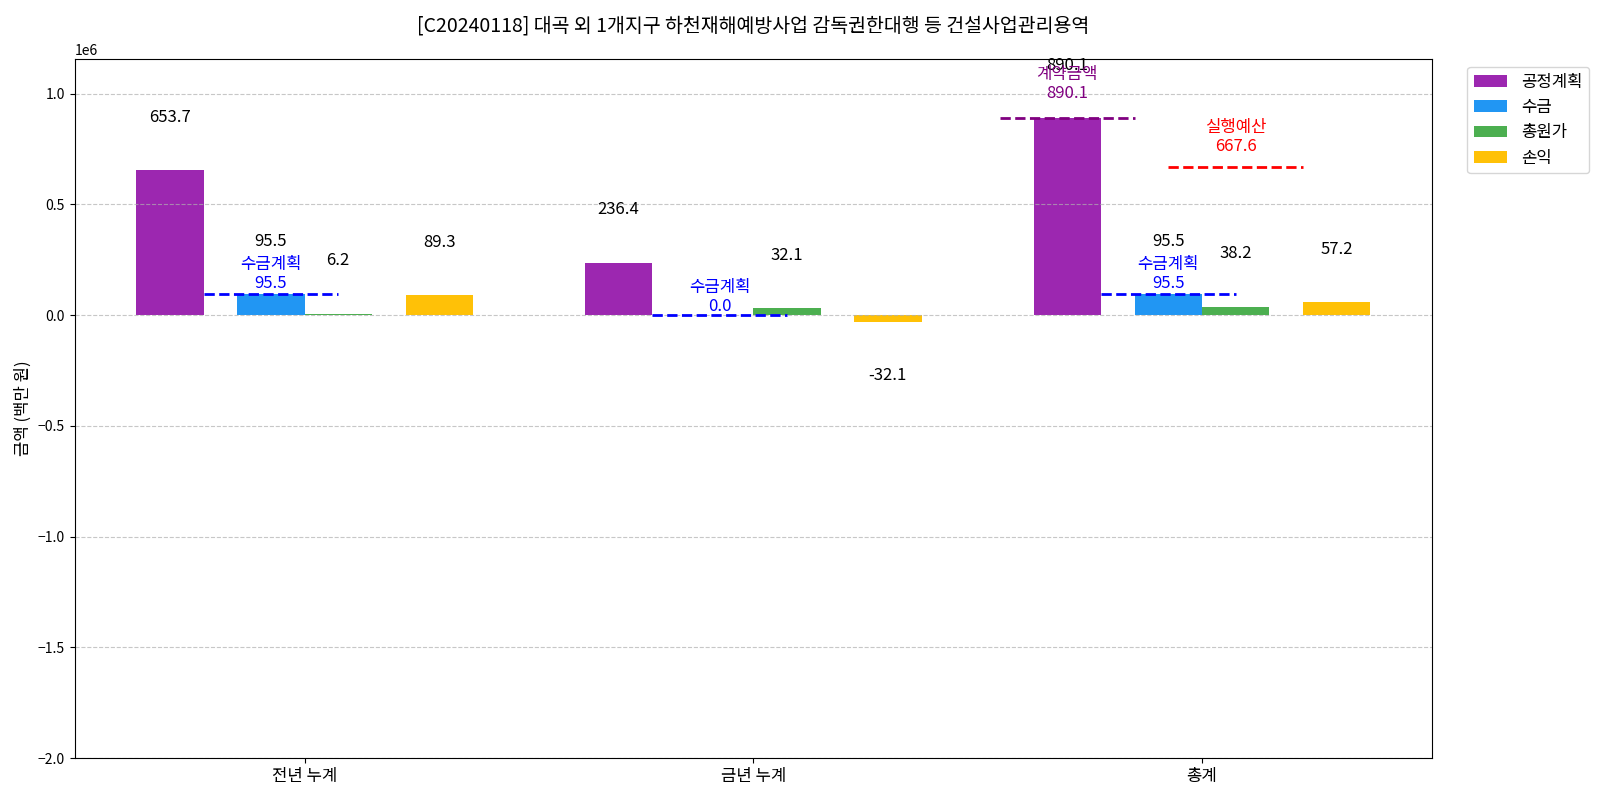 [C20240118] 대곡 외 1개지구 하천재해예방사업 감독권한대행 등 건설사업관리용역
1e6
1.0
0.5
0.0
−0.5
−1.0
−1.5
−2.0
금액 (백만 원)
653.7
95.5
수금계획
95.5
6.2
89.3
236.4
수금계획
0.0
32.1
-32.1
890.1
계약금액
890.1
95.5
수금계획
95.5
38.2
실행예산
667.6
57.2
전년 누계
금년 누계
총계
공정계획
수금
총원가
손익